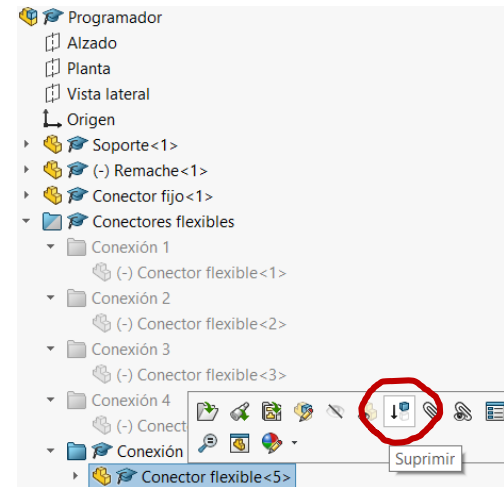 Programador
Alzado
Planta
Vista lateral
Origen
Soporte<1>
(-) Remache<1>
Conector fijo<1>
Conectores flexibles
Conexión 1
(-) Conector flexible<1>
Conexión 2
(-) Conector flexible<2>
Conexión 3
(-) Conector flexible<3>
Conexión 4
(-) Conect
Conexión
Suprimir
Conector flexible<5>